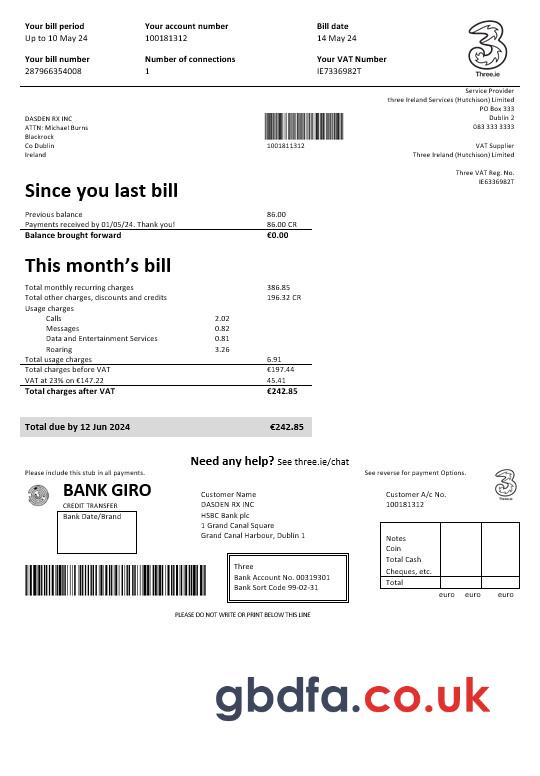 Your bill period
Up to 10 May 24
Your account number
100181312
Bill date
14 May 24
Your bill number
287966354008
Number of connections
1
Your VAT Number
IE7336982T
Three.ie
Service Provider
three Ireland Services (Hutchison) Limited
PO Box 333
Dublin 2
083 333 3333
VAT Supplier
Three Ireland (Hutchison) Limited
Three VAT Reg. No.
IE6336982T
DASDEN RX INC
ATTN: Michael Burns
Blackrock
Co Dublin
Ireland
1001811312
Since you last bill
Previous balance 86.00
Payments received by 01/05/24. Thank you! 86.00 CR
Balance brought forward €0.00
This month's bill
Total monthly recurring charges 386.85
Total other charges, discounts and credits 196.32 CR
Usage charges
Calls 2.02
Messages 0.82
Data and Entertainment Services 0.81
Roaring 3.26
Total usage charges 6.91
Total charges before VAT €197.44
VAT at 23% on €147.22 45.41
Total charges after VAT €242.85
Total due by 12 Jun 2024 €242.85
Need any help? See three.ie/chat
Please include this stub in all payments.
See reverse for payment Options.
BANK GIRO
CREDIT TRANSFER
Bank Date/Brand
Customer Name
DASDEN RX INC
HSBC Bank plc
1 Grand Canal Square
Grand Canal Harbour, Dublin 1
Customer A/c No.
100181312
Three
Bank Account No. 00319301
Bank Sort Code 99-02-31
Notes
Coin
Total Cash
Cheques, etc.
Total
euro euro euro
PLEASE DO NOT WRITE OR PRINT BELOW THIS LINE
gbdfa.co.uk